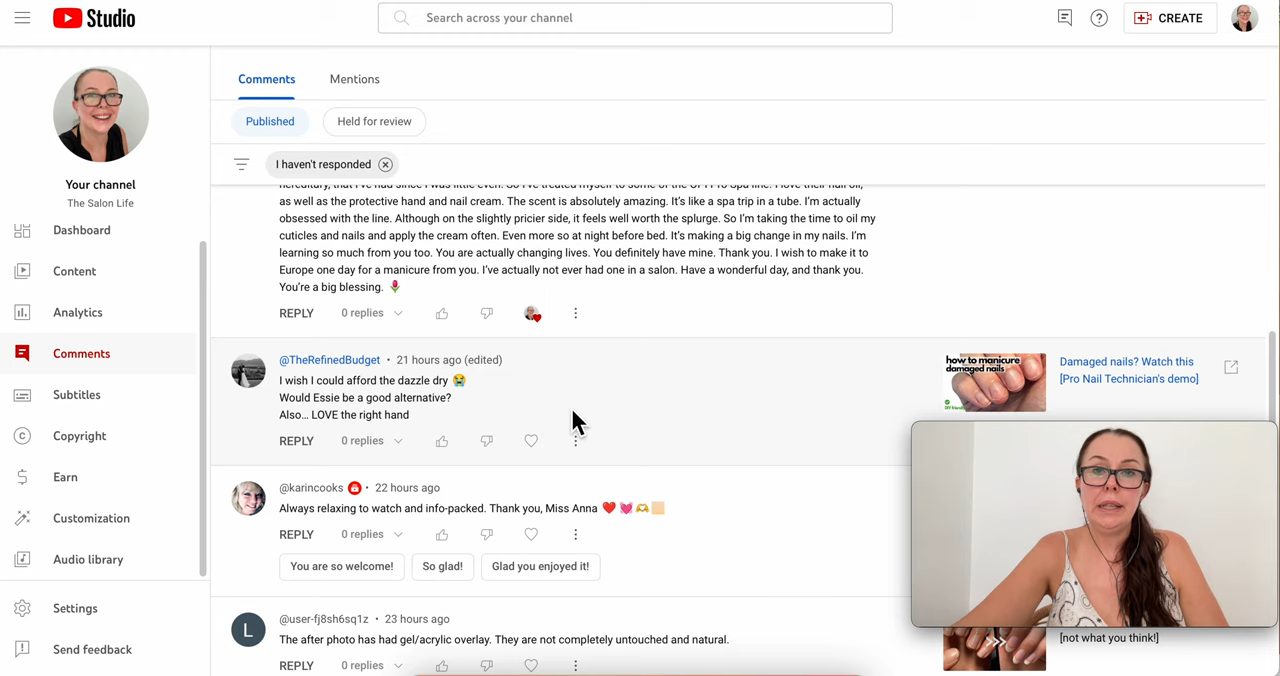 Studio
Search across your channel
CREATE
Your channel
The Salon Life
Dashboard
Content
Analytics
Comments
Subtitles
Copyright
Earn
Customization
Audio library
Settings
Send feedback
Comments
Mentions
Published
Held for review
I haven't responded
as well as the protective hand and nail cream. The scent is absolutely amazing. It's like a spa trip in a tube. I'm actually
obsessed with the line. Although on the slightly pricier side, it feels well worth the splurge. So I'm taking the time to oil my
cuticles and nails and apply the cream often. Even more so at night before bed. It's making a big change in my nails. I'm
learning so much from you too. You are actually changing lives. You definitely have mine. Thank you. I wish to make it to
Europe one day for a manicure from you. I've actually not ever had one in a salon. Have a wonderful day, and thank you.
You're a big blessing. 🌷
REPLY 0 replies
@TheRefinedBudget • 21 hours ago (edited)
I wish I could afford the dazzle dry 😭
Would Essie be a good alternative?
Also… LOVE the right hand
REPLY 0 replies
how to manicure
damaged nails
Damaged nails? Watch this
[Pro Nail Technician's demo]
@karincooks • 22 hours ago
Always relaxing to watch and info-packed. Thank you, Miss Anna ❤️ 💓 🫶 🏻
REPLY 0 replies
You are so welcome!
So glad!
Glad you enjoyed it!
L
@user-fj8sh6sq1z • 23 hours ago
The after photo has had gel/acrylic overlay. They are not completely untouched and natural.
REPLY 0 replies
[not what you think!]